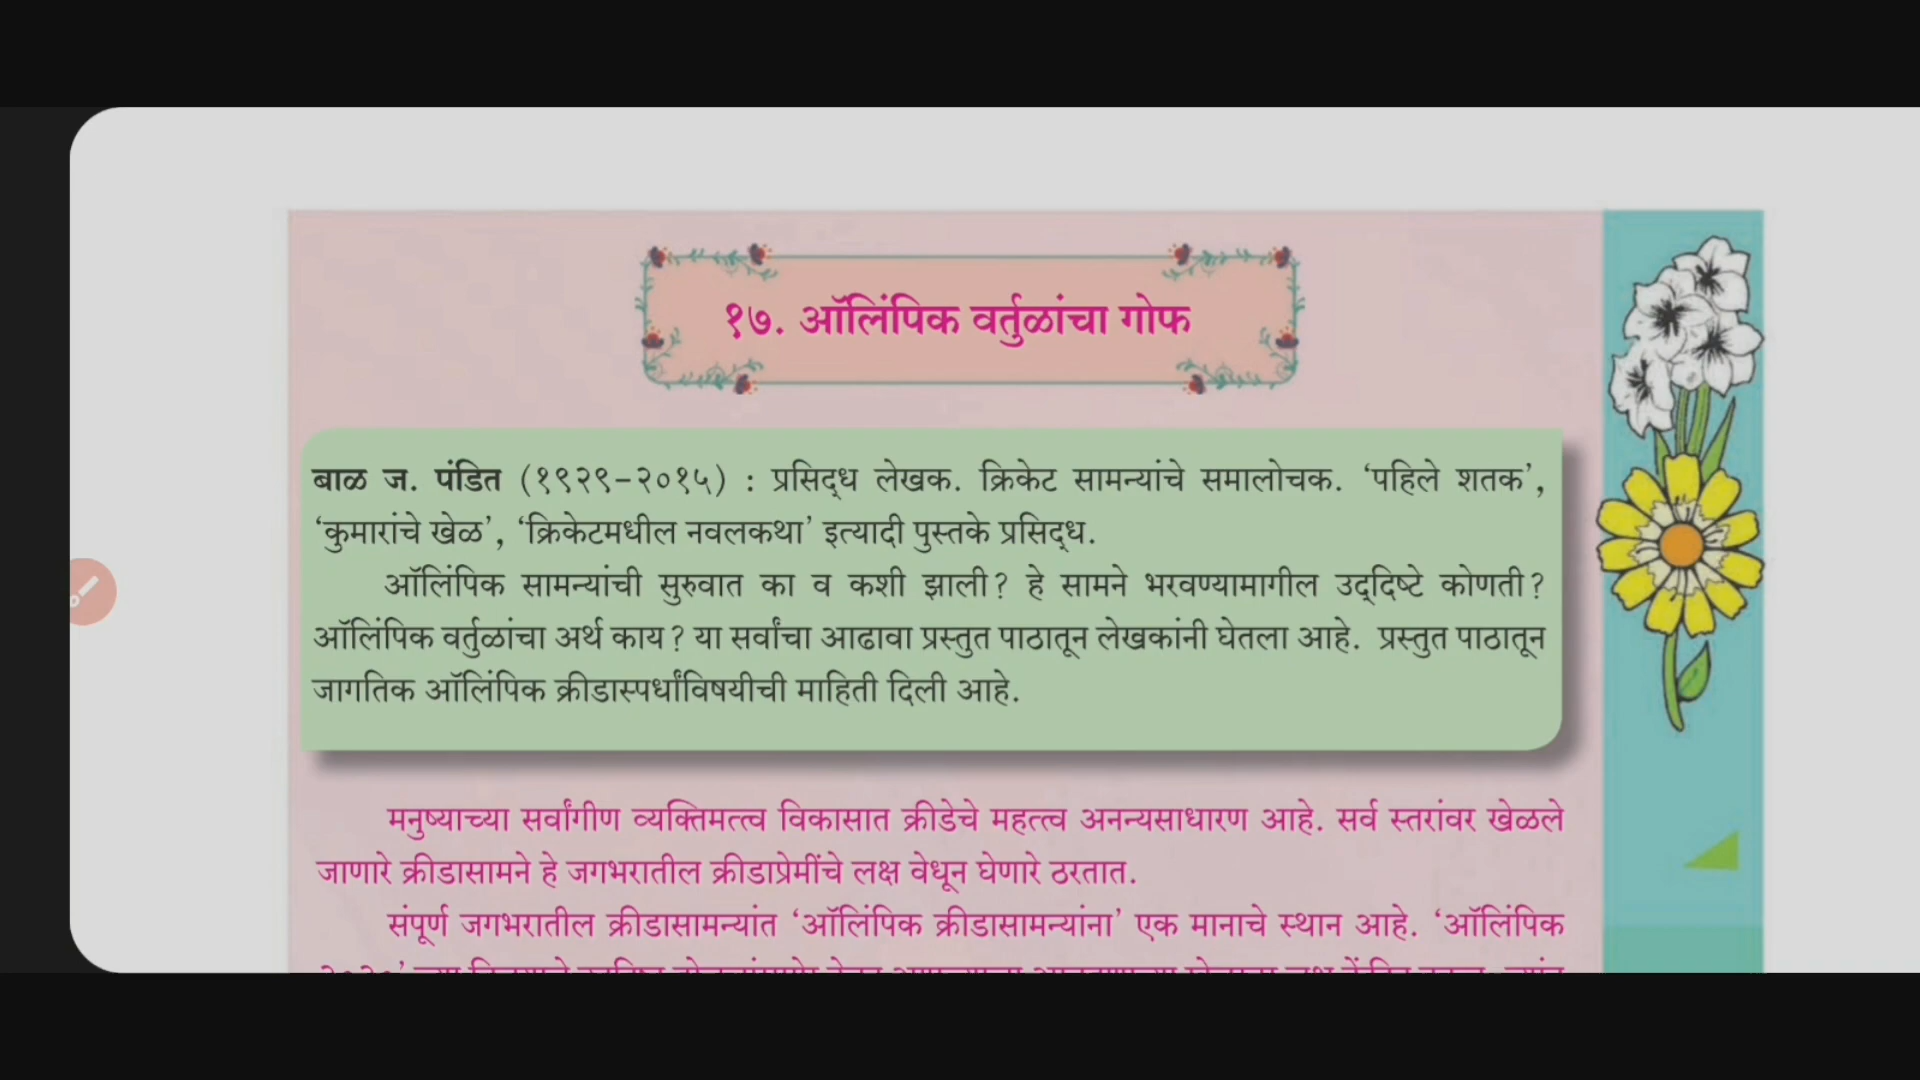 १७. ऑलिंपिक वर्तुळांचा गोफ
बाळ ज. पंडित (१९२९-२०१५) : प्रसिद्ध लेखक. क्रिकेट सामन्यांचे समालोचक. ‘पहिले शतक’,
‘कुमारांचे खेळ’, ‘क्रिकेटमधील नवलकथा’ इत्यादी पुस्तके प्रसिद्ध.
ऑलिंपिक सामन्यांची सुरुवात का व कशी झाली? हे सामने भरवण्यामागील उद्‌दिष्टे कोणती?
ऑलिंपिक वर्तुळांचा अर्थ काय? या सर्वांचा आढावा प्रस्तुत पाठातून लेखकांनी घेतला आहे. प्रस्तुत पाठातून
जागतिक ऑलिंपिक क्रीडास्पर्धांविषयीची माहिती दिली आहे.
मनुष्याच्या सर्वांगीण व्यक्तिमत्त्व विकासात क्रीडेचे महत्त्व अनन्यसाधारण आहे. सर्व स्तरांवर खेळले
जाणारे क्रीडासामने हे जगभरातील क्रीडाप्रेमींचे लक्ष वेधून घेणारे ठरतात.
संपूर्ण जगभरातील क्रीडासामन्यांत ‘ऑलिंपिक क्रीडासामन्यांना’ एक मानाचे स्थान आहे. ‘ऑलिंपिक